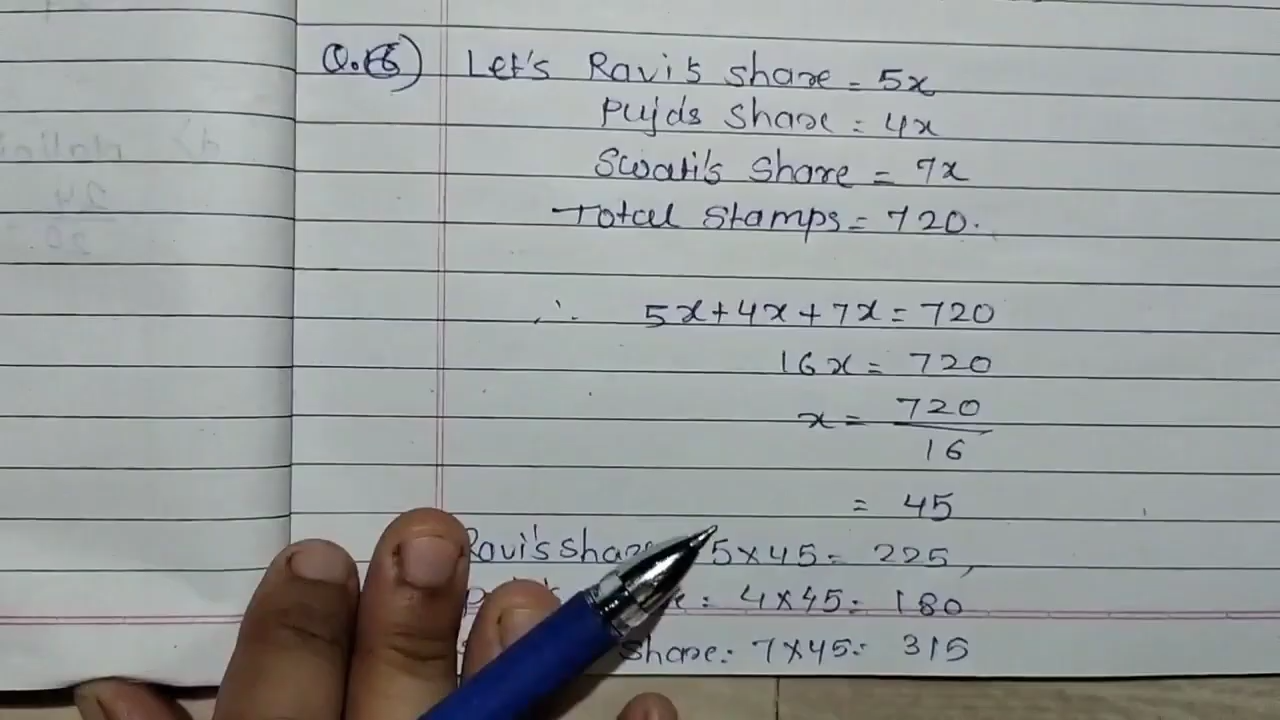 Q.6) Let's Ravi's share = 5x
Puja's share = 4x
Swati's share = 7x
Total stamps = 720.
∴ 5x+4x+7x=720
16x = 720
x = 720/16
= 45
Ravi's share 5×45= 225,
= 4×45= 180
share = 7×45= 315